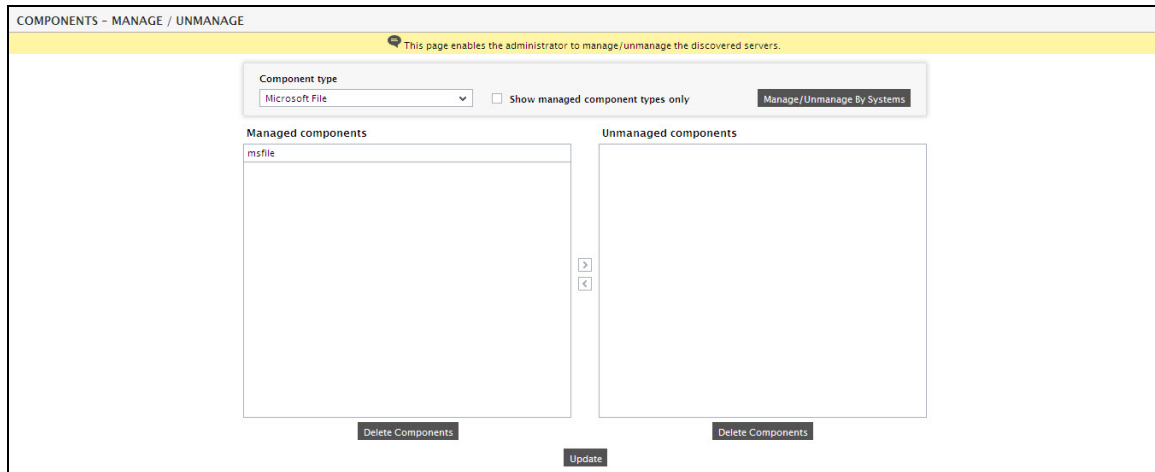 COMPONENTS - MANAGE / UNMANAGE
This page enables the administrator to manage/unmanage the discovered servers.
Component type
Microsoft File
Show managed component types only
Manage/Unmanage By Systems
Managed components
Unmanaged components
msfile
>
<
Delete Components
Delete Components
Update